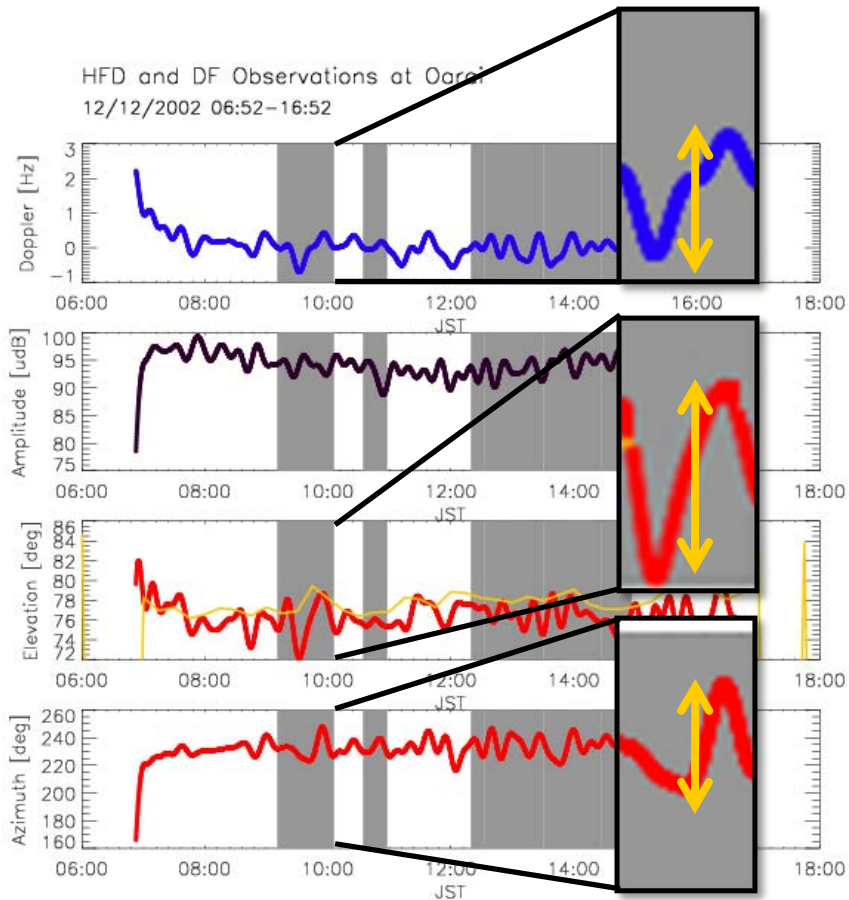 HFD and DF Observations at Oarai
12/12/2002 06:52-16:52
Doppler [Hz]
3
2
1
0
-1
06:00 08:00 10:00 12:00 14:00 16:00 18:00
JST
Amplitude [udB]
100
95
90
85
80
75
06:00 08:00 10:00 12:00 14:00 18:00
JST
Elevation [deg]
86
84
82
80
78
76
74
72
06:00 08:00 10:00 12:00 14:00 18:00
JST
Azimuth [deg]
260
240
220
200
180
160
06:00 08:00 10:00 12:00 14:00 18:00
JST